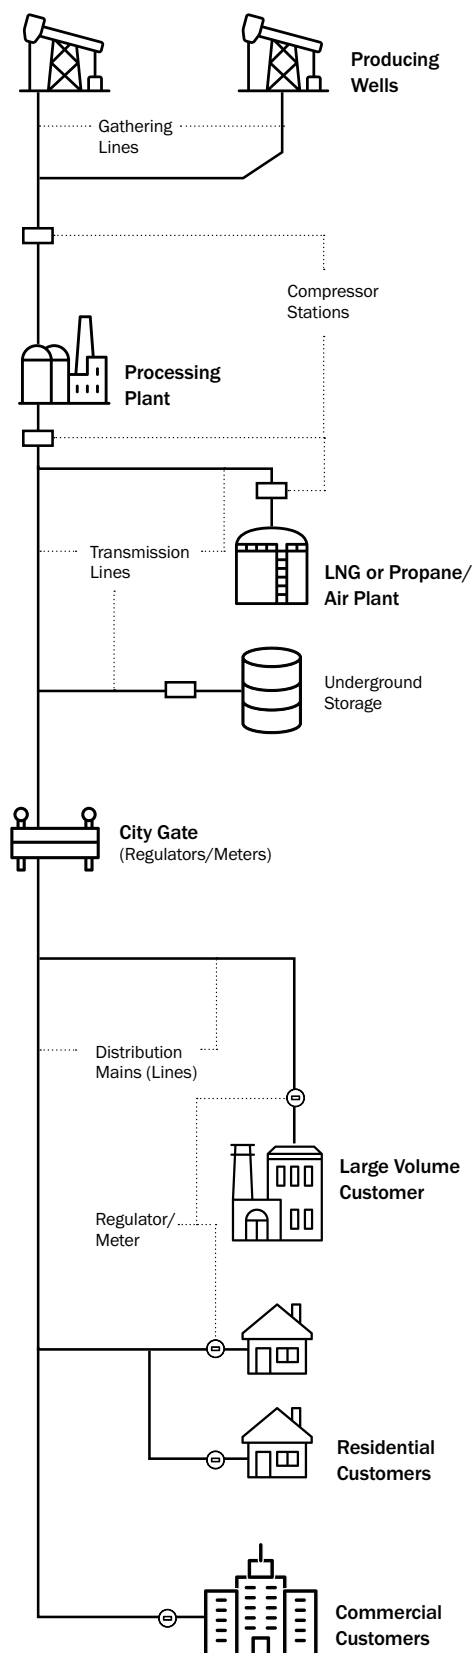 Producing
Wells
Gathering
Lines
Compressor
Stations
Processing
Plant
Transmission
Lines
LNG or Propane/
Air Plant
Underground
Storage
City Gate
(Regulators/Meters)
Distribution
Mains (Lines)
Large Volume
Customer
Regulator/
Meter
Residential
Customers
Commercial
Customers